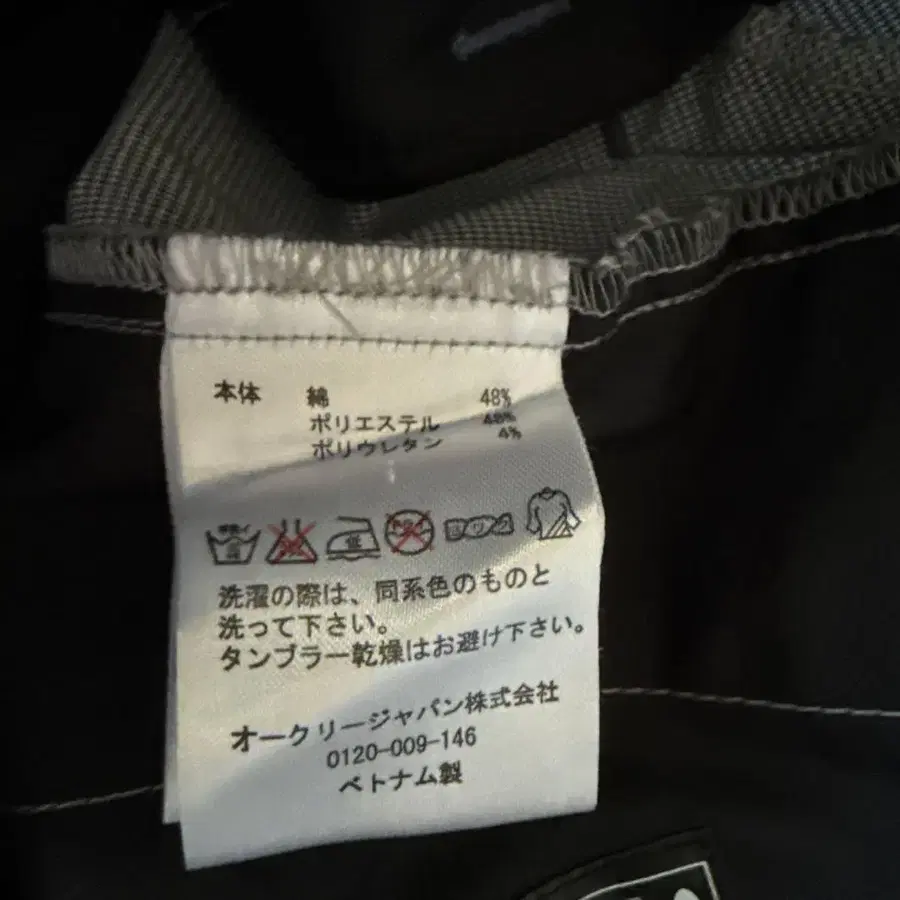 本体 綿 48%
ポリエステル 48%
ポリウレタン 4%
洗濯の際は、同系色のものと
洗って下さい。
タンブラー乾燥はお避け下さい。
オークリージャパン株式会社
0120-009-146
ベトナム製